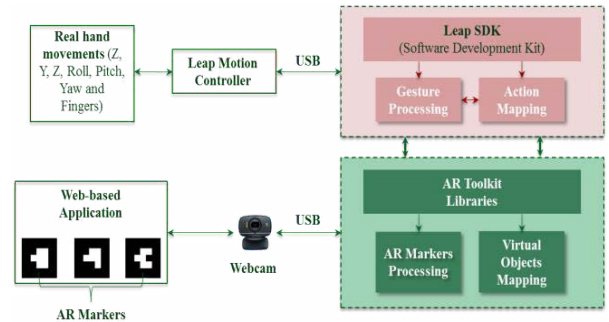 Real hand
movements (Z,
Y, Z, Roll, Pitch,
Yaw and
Fingers)
Leap Motion
Controller
USB
Leap SDK
(Software Development Kit)
Gesture
Processing
Action
Mapping
Web-based
Application
AR Markers
Webcam
USB
AR Toolkit
Libraries
AR Markers
Processing
Virtual
Objects
Mapping